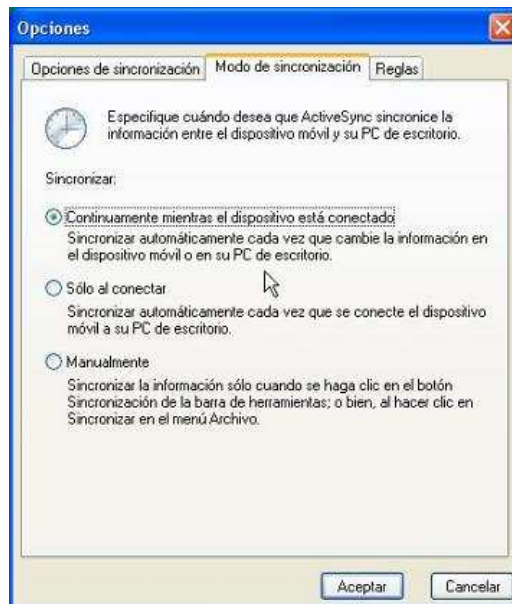 Opciones
Opciones de sincronización Modo de sincronización Reglas
Especifique cuándo desea que ActiveSync sincronice la
información entre el dispositivo móvil y su PC de escritorio.
Sincronizar:
Continuamente mientras el dispositivo está conectado
Sincronizar automáticamente cada vez que cambie la información en
el dispositivo móvil o en su PC de escritorio.
Sólo al conectar
Sincronizar automáticamente cada vez que se conecte el dispositivo
móvil a su PC de escritorio.
Manualmente
Sincronizar la información sólo cuando se haga clic en el botón
Sincronización de la barra de herramientas; o bien, al hacer clic en
Sincronizar en el menú Archivo.
Aceptar Cancelar